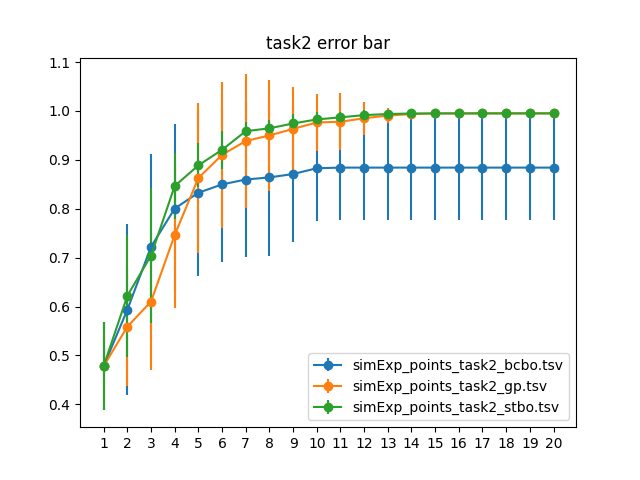 task2 error bar
1.1
1.0
0.9
0.8
0.7
0.6
0.5
0.4
simExp_points_task2_bcbo.tsv
simExp_points_task2_gp.tsv
simExp_points_task2_stbo.tsv
1 2 3 4 5 6 7 8 9 10 11 12 13 14 15 16 17 18 19 20